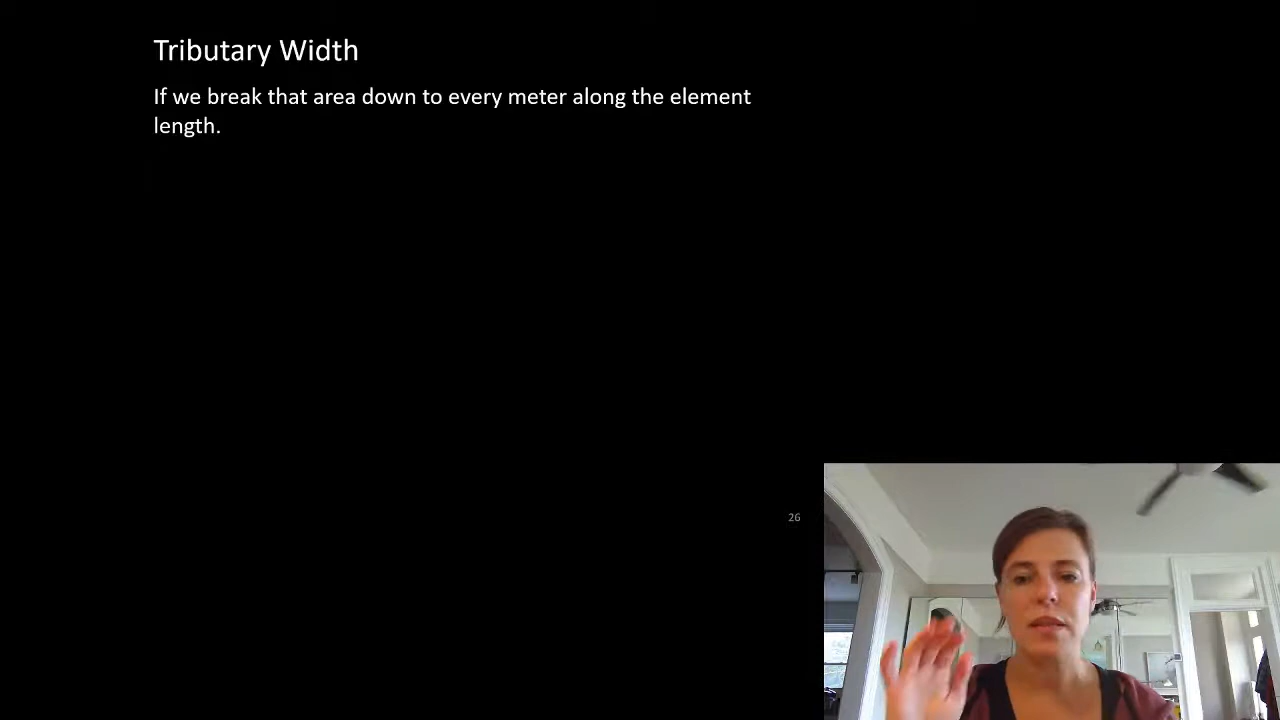 Tributary Width
If we break that area down to every meter along the element
length.
26